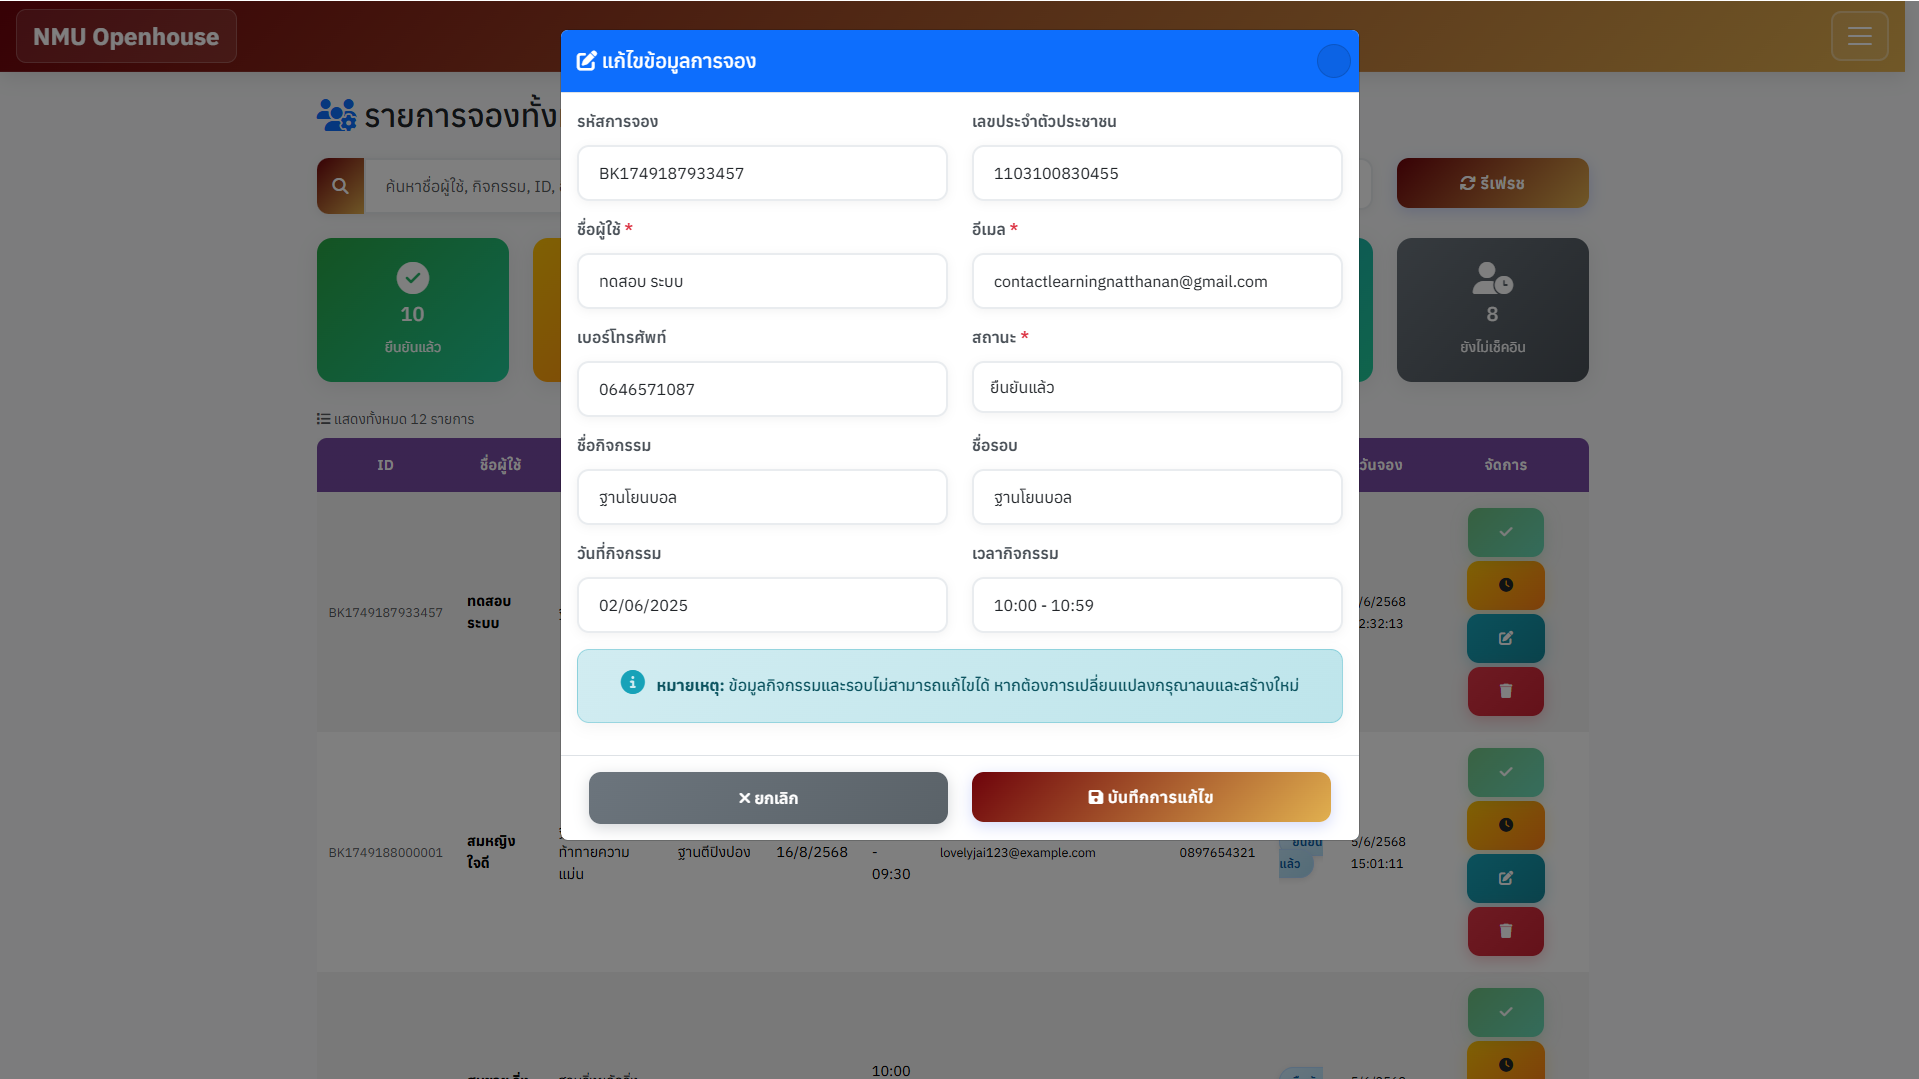 NMU Openhouse
แก้ไขข้อมูลการจอง
รายการจองทั้ง
รหัสการจอง
เลขประจำตัวประชาชน
BK1749187933457
1103100830455
ค้นหาชื่อผู้ใช้, กิจกรรม, ID,
รีเฟรช
ชื่อผู้ใช้ *
อีเมล *
ทดสอบ ระบบ
contactlearningnatthanan@gmail.com
10
ยืนยันแล้ว
8
ยังไม่เช็คอิน
เบอร์โทรศัพท์
สถานะ *
0646571087
ยืนยันแล้ว
แสดงทั้งหมด 12 รายการ
ชื่อกิจกรรม
ชื่อรอบ
ID
ชื่อผู้ใช้
วันจอง
จัดการ
ฐานโยนบอล
ฐานโยนบอล
วันที่กิจกรรม
เวลากิจกรรม
02/06/2025
10:00 - 10:59
BK1749187933457
ทดสอบ
ระบบ
/6/2568
2:32:13
หมายเหตุ: ข้อมูลกิจกรรมและรอบไม่สามารถแก้ไขได้ หากต้องการเปลี่ยนแปลงกรุณาลบและสร้างใหม่
ยกเลิก
บันทึกการแก้ไข
BK1749188000001
สมหญิง
ใจดี
ท้าทายความ
แม่น
ฐานตีปิงปอง
16/8/2568
-
09:30
lovelyjai123@example.com
0897654321
ยืนยัน
แล้ว
5/6/2568
15:01:11
10:00